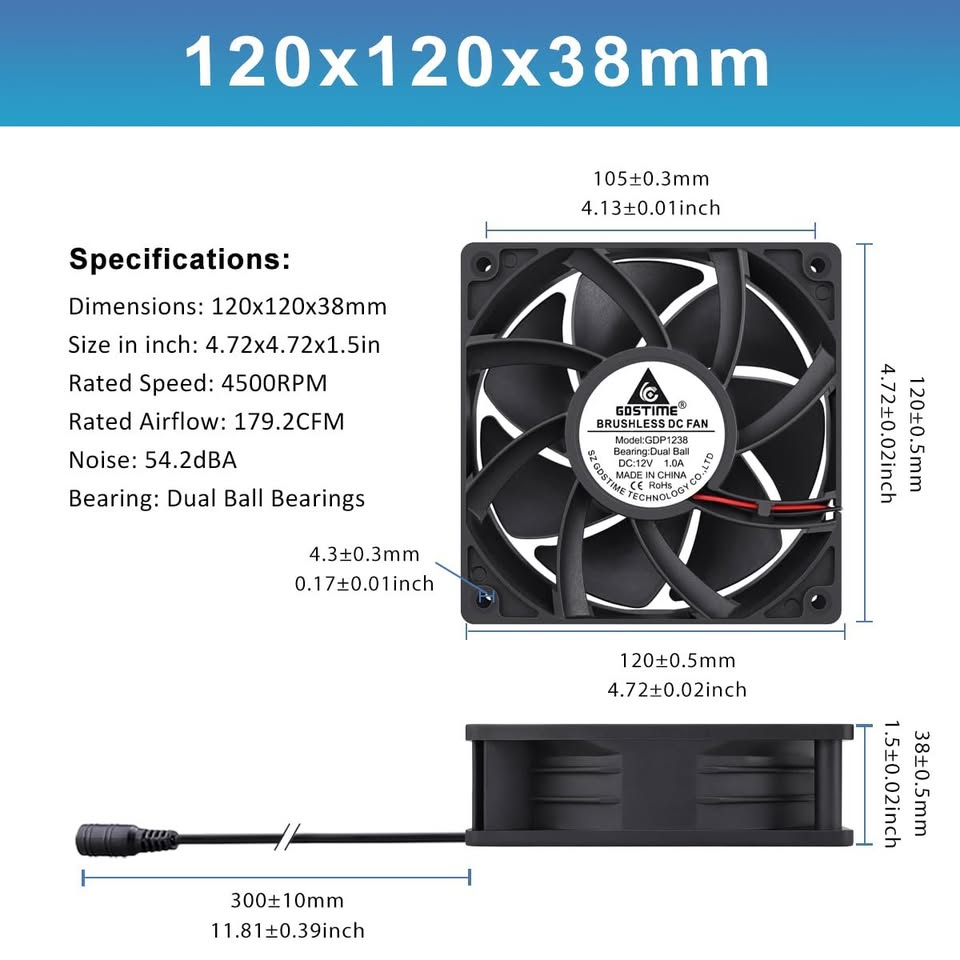 120x120x38mm
105±0.3mm
4.13±0.01inch
Specifications:
Dimensions: 120x120x38mm
Size in inch: 4.72x4.72x1.5in
Rated Speed: 4500RPM
Rated Airflow: 179.2CFM
Noise: 54.2dBA
Bearing: Dual Ball Bearings
GDSTIME®
BRUSHLESS DC FAN
Model:GDP1238
Bearing:Dual Ball
DC:12V 1.0A
MADE IN CHINA
CE RoHs
SZ GDSTIME TECHNOLOGY CO.,LTD
120±0.5mm
4.72±0.02inch
4.3±0.3mm
0.17±0.01inch
120±0.5mm
4.72±0.02inch
38±0.5mm
1.5±0.02inch
300±10mm
11.81±0.39inch